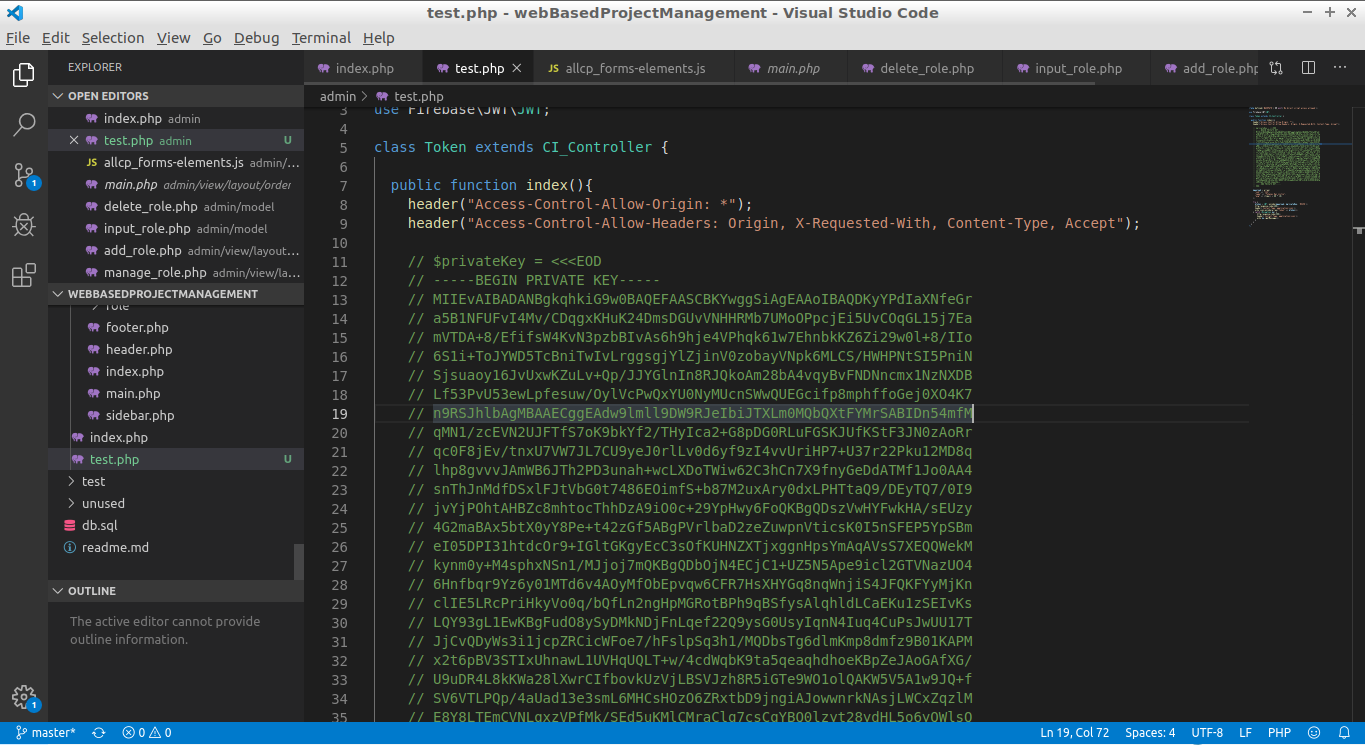 test.php - webBasedProjectManagement - Visual Studio Code
File Edit Selection View Go Debug Terminal Help
EXPLORER
OPEN EDITORS
index.php admin
test.php admin U
allcp_forms-elements.js admin/...
main.php admin/view/layout/order
delete_role.php admin/model
input_role.php admin/model
add_role.php admin/view/layout...
manage_role.php admin/view/la...
WEBBASEDPROJECTMANAGEMENT
role
footer.php
header.php
index.php
main.php
sidebar.php
index.php
test.php U
test
unused
db.sql
readme.md
OUTLINE
The active editor cannot provide
outline information.
1
1
index.php test.php JS allcp_forms-elements.js main.php delete_role.php input_role.php add_role.php ...
admin > test.php
3 use Firebase\JWT\JWT;
4
5 class Token extends CI_Controller {
6
7 public function index(){
8 header("Access-Control-Allow-Origin: *");
9 header("Access-Control-Allow-Headers: Origin, X-Requested-With, Content-Type, Accept");
10
11 // $privateKey = <<<EOD
12 // -----BEGIN PRIVATE KEY-----
13 // MIIEvAIBADANBgkqhkiG9w0BAQEFAASCBKYwggSiAgEAAoIBAQDKyYPdIaXNfeGr
14 // a5B1NFUFvI4Mv/CDqgxKHuK24DmsDGUvVNHHRMb7UMoOPpcjEi5UvCOqGL15j7Ea
15 // mVTDA+8/EfifsW4KvN3pzbBIvAs6h9hje4VPhqk61w7EhnbkKZ6Zi29w0l+8/IIo
16 // 6S1i+ToJYWD5TcBniTwIvLrggsgjYlZjinV0zobayVNpk6MLCS/HWHPNtSI5PniN
17 // Sjsuaoy16JvUxwKZuLv+Qp/JJYGlnIn8RJQkoAm28bA4vqyBvFNDNncmx1NzNXDB
18 // Lf53PvU53ewLpfesuw/OylVcPwQxYU0NyMUcnSWwQUEGcifp8mphffoGej0XO4K7
19 // n9RSJhlbAgMBAAECggEAdw9lmll9DW9RJeIbiJTXLm0MQbQXtFYMrSABIDn54mfM
20 // qMN1/zcEVN2UJFTfS7oK9bkYf2/THyIca2+G8pDG0RLuFGSKJUfKStF3JN0zAoRr
21 // qc0F8jEv/tnxU7VW7JL7CU9yeJ0rlLv0d6yf9zI4vvUriHP7+U37r22Pku12MD8q
22 // lhp8gvvvJAmWB6JTh2PD3unah+wcLXDoTWiw62C3hCn7X9fnyGeDdATMf1Jo0AA4
23 // snThJnMdfDSxlFJtVbG0t7486EOimfS+b87M2uxAry0dxLPHTtaQ9/DEyTQ7/0I9
24 // jvYjPOhtAHBZc8mhtocThhDzA9iO0c+29YpHwy6FoQKBgQDszVwHYFwkHA/sEUzy
25 // 4G2maBAx5btX0yY8Pe+t42zGf5ABgPVrlbaD2zeZuwpnVticsK0I5nSFEP5YpSBm
26 // eI05DPI31htdcOr9+IGltGKgyEcC3sOfKUHNZXTjxggnHpsYmAqAVsS7XEQQWekM
27 // kynm0y+M4sphxNSn1/MJjoj7mQKBgQDbOjN4ECjC1+UZ5N5Ape9icl2GTVNazUO4
28 // 6Hnfbqr9Yz6y01MTd6v4AOyMfObEpvqw6CFR7HsXHYGq8nqWnjiS4JFQKFYyMjKn
29 // clIE5LRcPriHkyVo0q/bQfLn2ngHpMGRotBPh9qBSfysAlqhldLCaEKu1zSEIvKs
30 // LQY93gL1EwKBgFudO8ySyDMkNDjFnLqef22Q9ysG0UsyIqnN4Iuq4CuPsJwUU17T
31 // JjCvQDyWs3i1jcpZRCicWFoe7/hFslpSq3h1/MQDbsTg6dlmKmp8dmfz9B01KAPM
32 // x2t6pBV3STIxUhnawL1UVHqUQLT+w/4cdWqbK9ta5qeaqhdhoeKBpZeJAoGAfXG/
33 // U9uDR4L8kKWa28lXwrCIfbovkUzVjLBSVJzh8R5iGTe9WO1olQAKW5V5A1w9JQ+f
34 // SV6VTLPQp/4aUad13e3smL6MHCsHOzO6ZRxtbD9jngiAJowwnrkNAsjLWCxZqzlM
35 // E8Y8LTEmCVNLgxzVPfMk/SEd5uKMlCMraClq7csCgYBO0lzyt28vdHL5o6vOWlsO
master* 0 0 Ln 19, Col 72 Spaces: 4 UTF-8 LF PHP